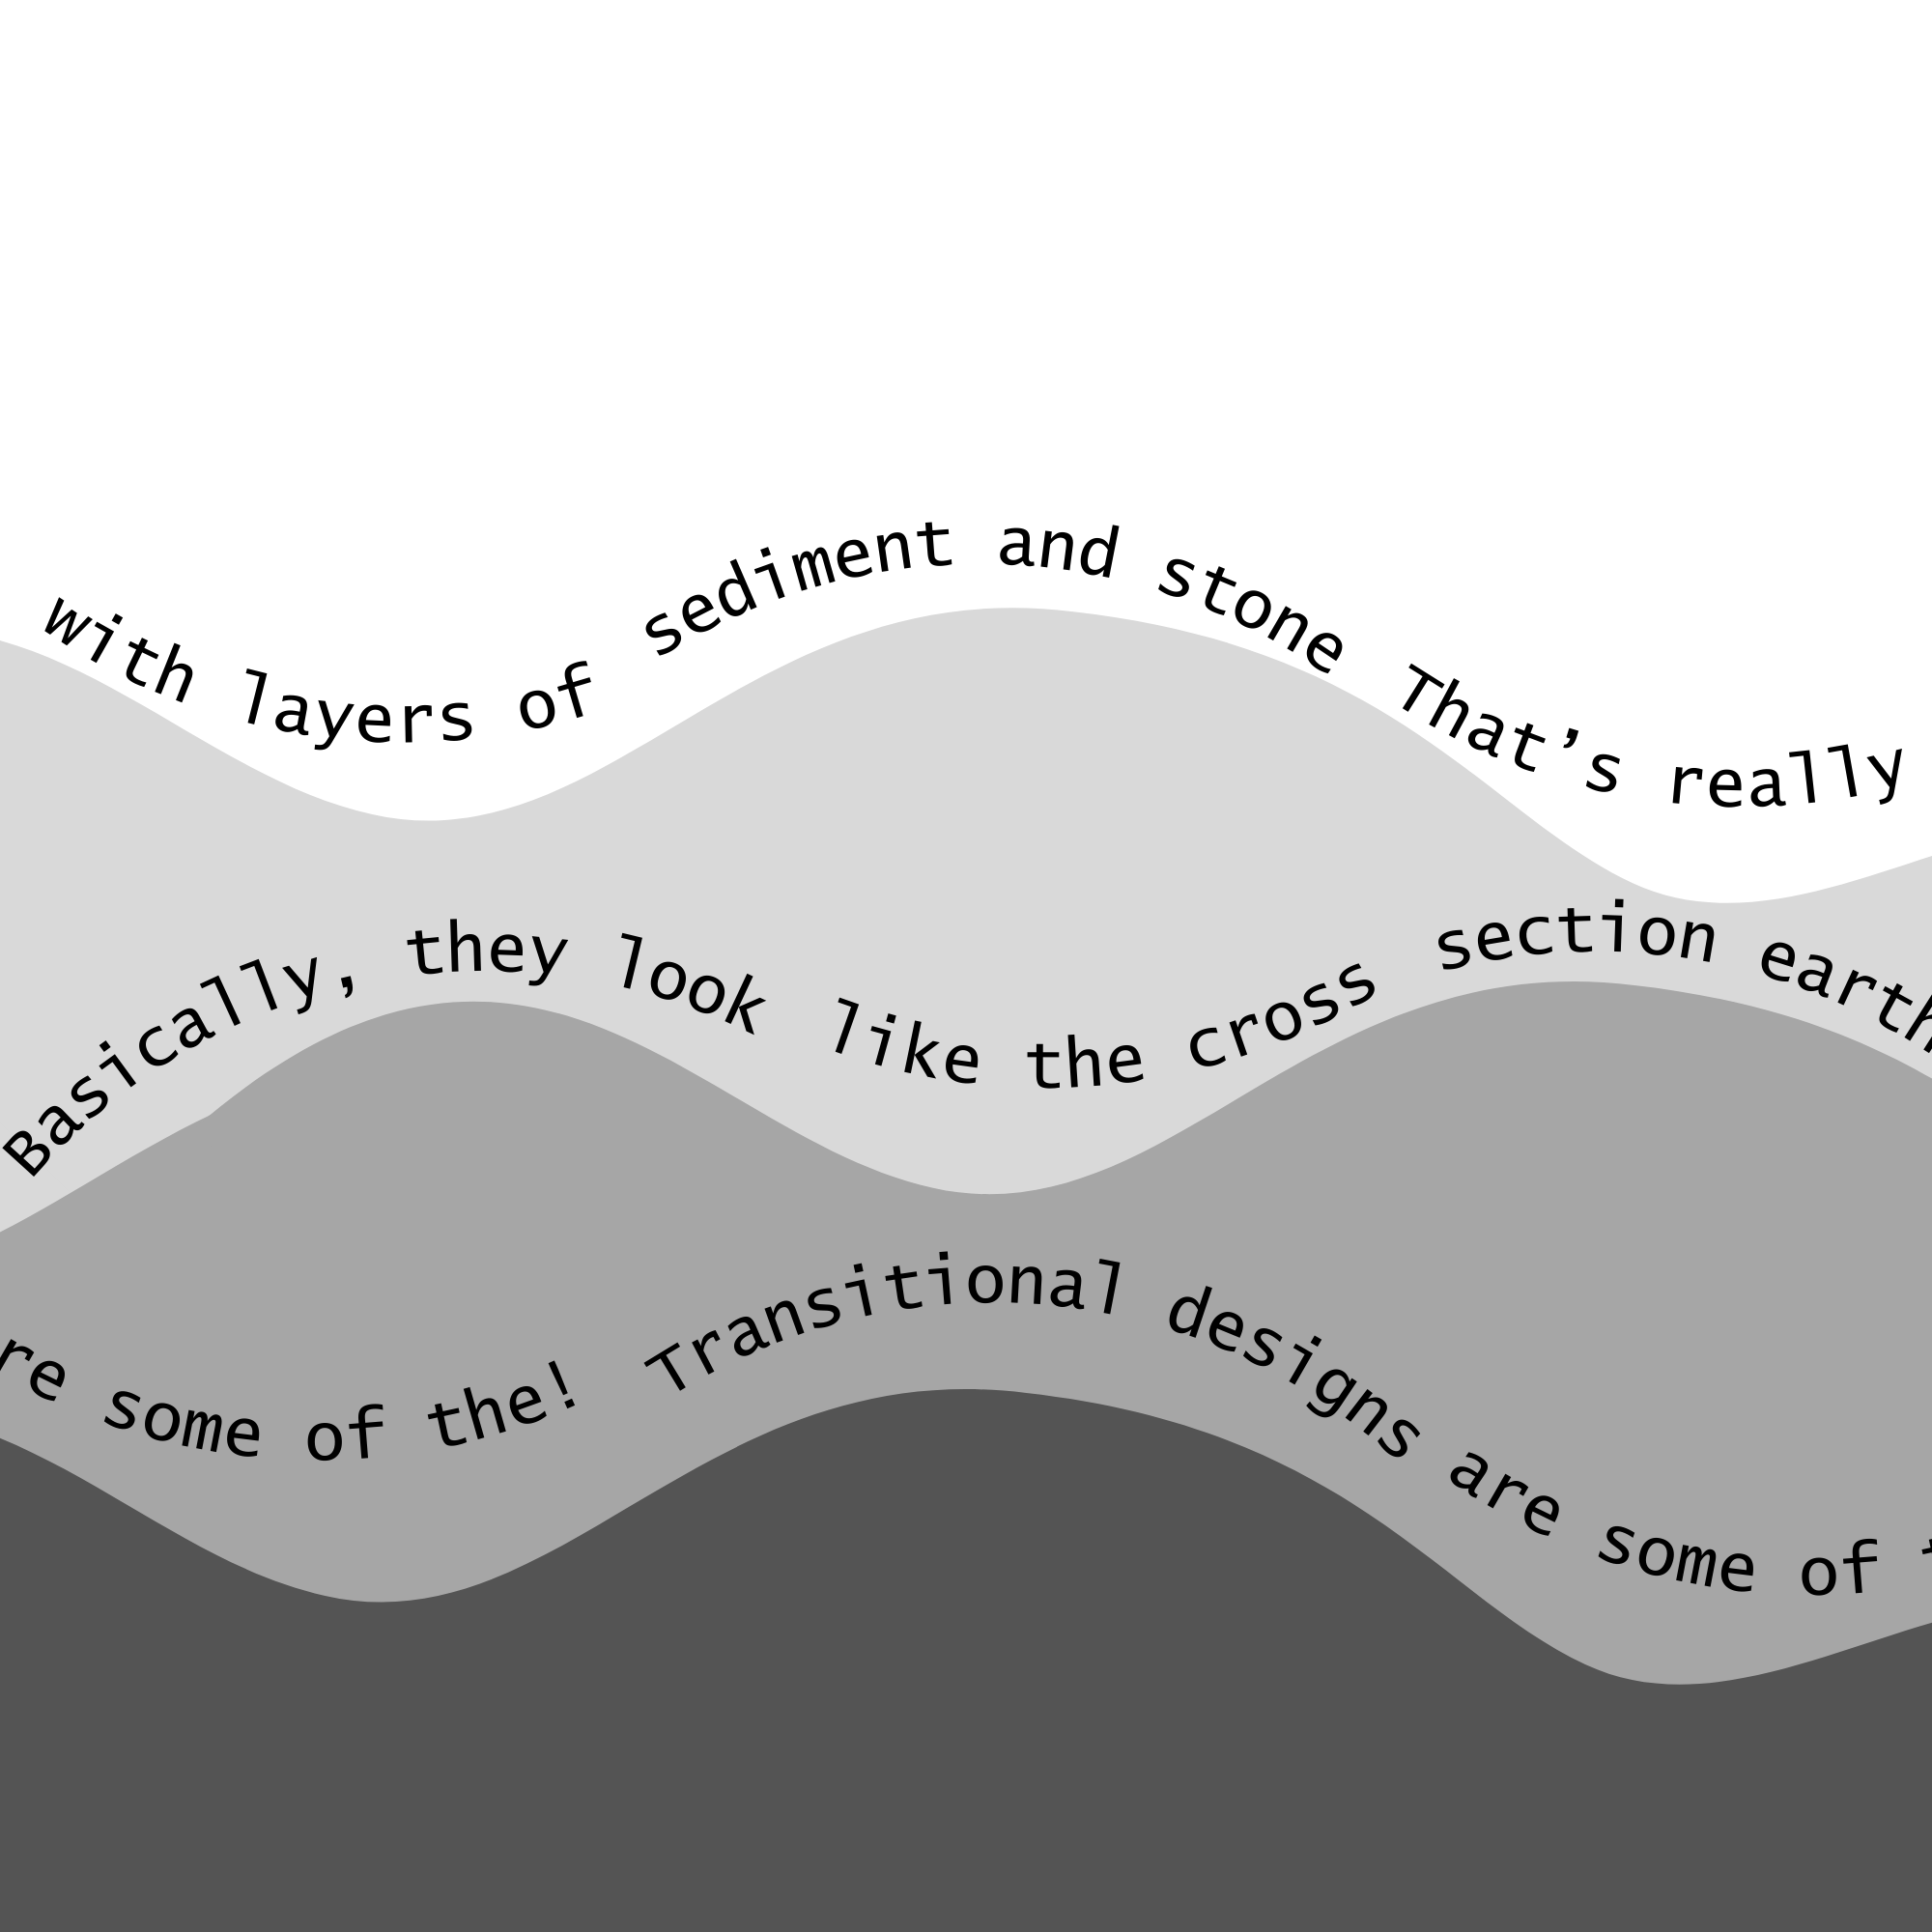 with layers of sediment and stone That's really
Basically, they look like the cross section earth
re some of the! Transitional designs are some of